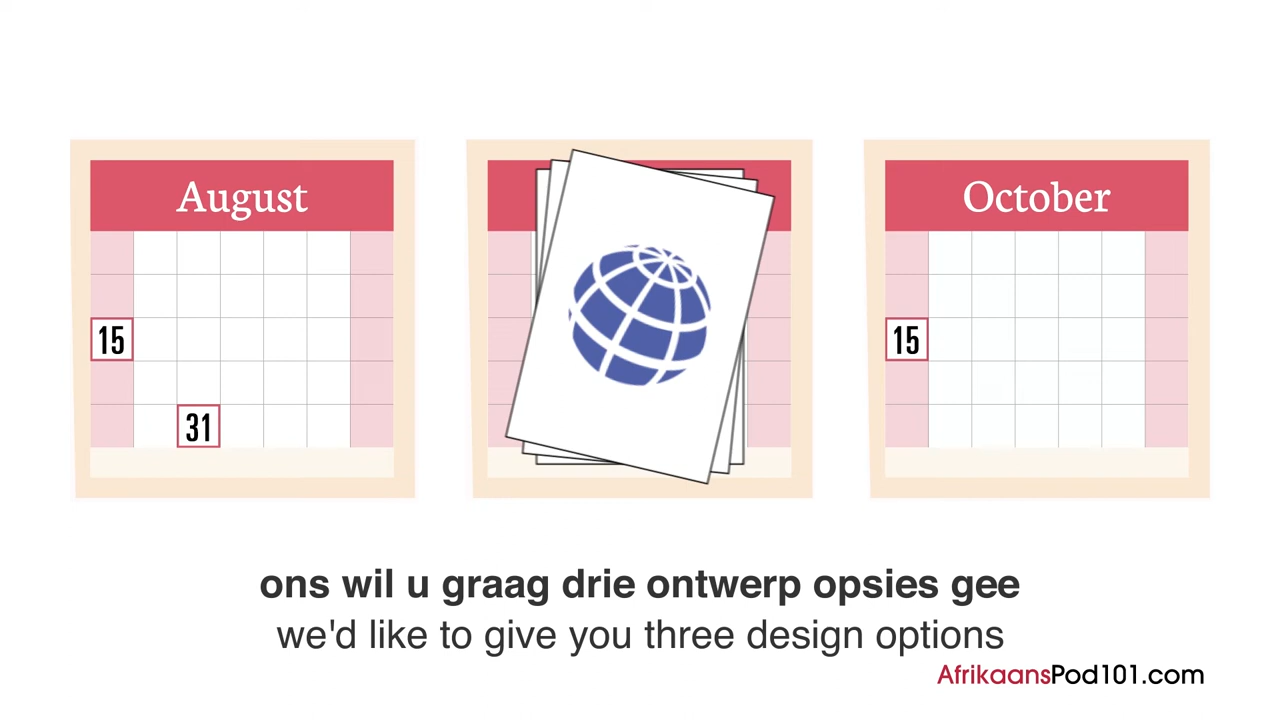 August
October
15
15
31
ons wil u graag drie ontwerp opsies gee
we'd like to give you three design options
AfrikaansPod101.com